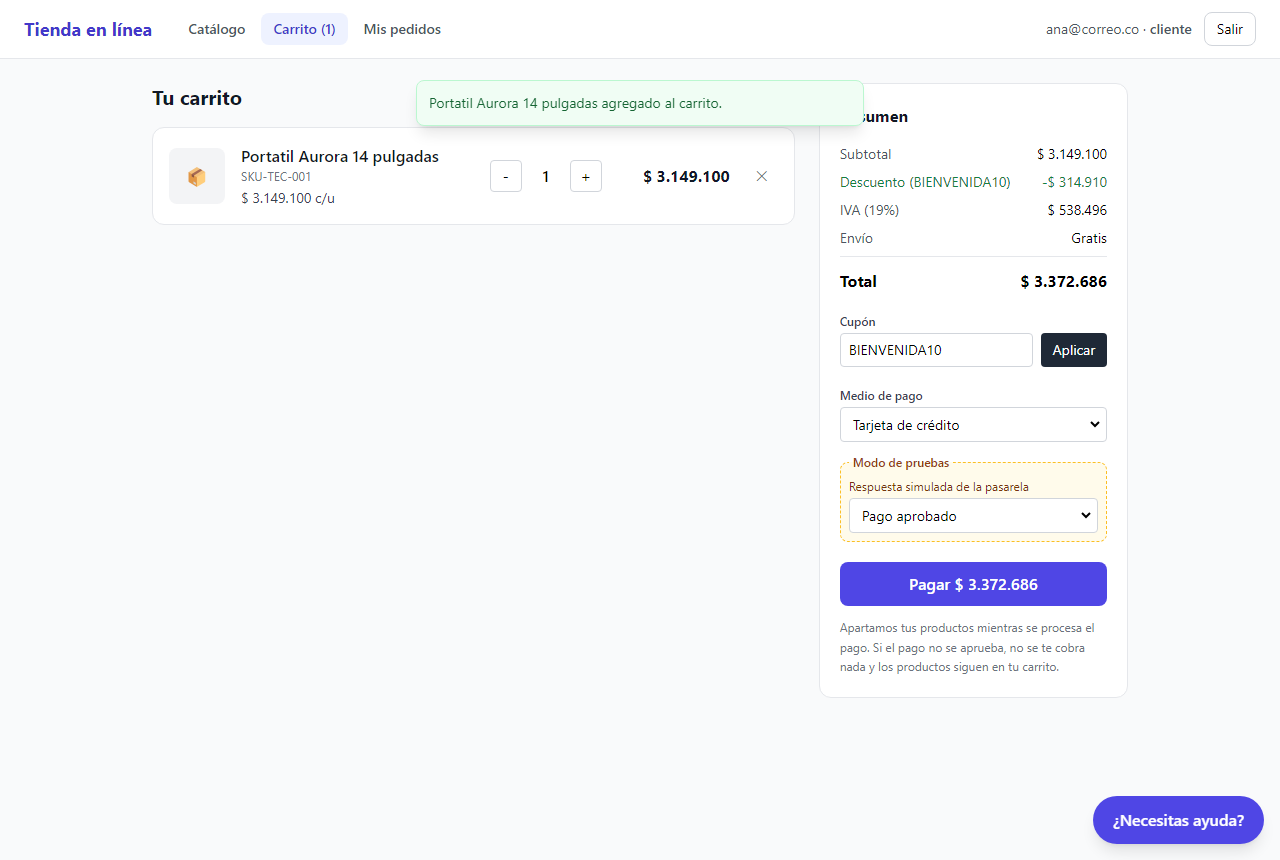 Tienda en línea
Catálogo
Carrito (1)
Mis pedidos
ana@correo.co · cliente
Salir
Portatil Aurora 14 pulgadas agregado al carrito.
Tu carrito
Portatil Aurora 14 pulgadas
SKU-TEC-001
$ 3.149.100 c/u
- 1 +
$ 3.149.100
sumen
Subtotal $ 3.149.100
Descuento (BIENVENIDA10) -$ 314.910
IVA (19%) $ 538.496
Envío Gratis
Total $ 3.372.686
Cupón
BIENVENIDA10
Aplicar
Medio de pago
Tarjeta de crédito
Modo de pruebas
Respuesta simulada de la pasarela
Pago aprobado
Pagar $ 3.372.686
Apartamos tus productos mientras se procesa el
pago. Si el pago no se aprueba, no se te cobra
nada y los productos siguen en tu carrito.
¿Necesitas ayuda?